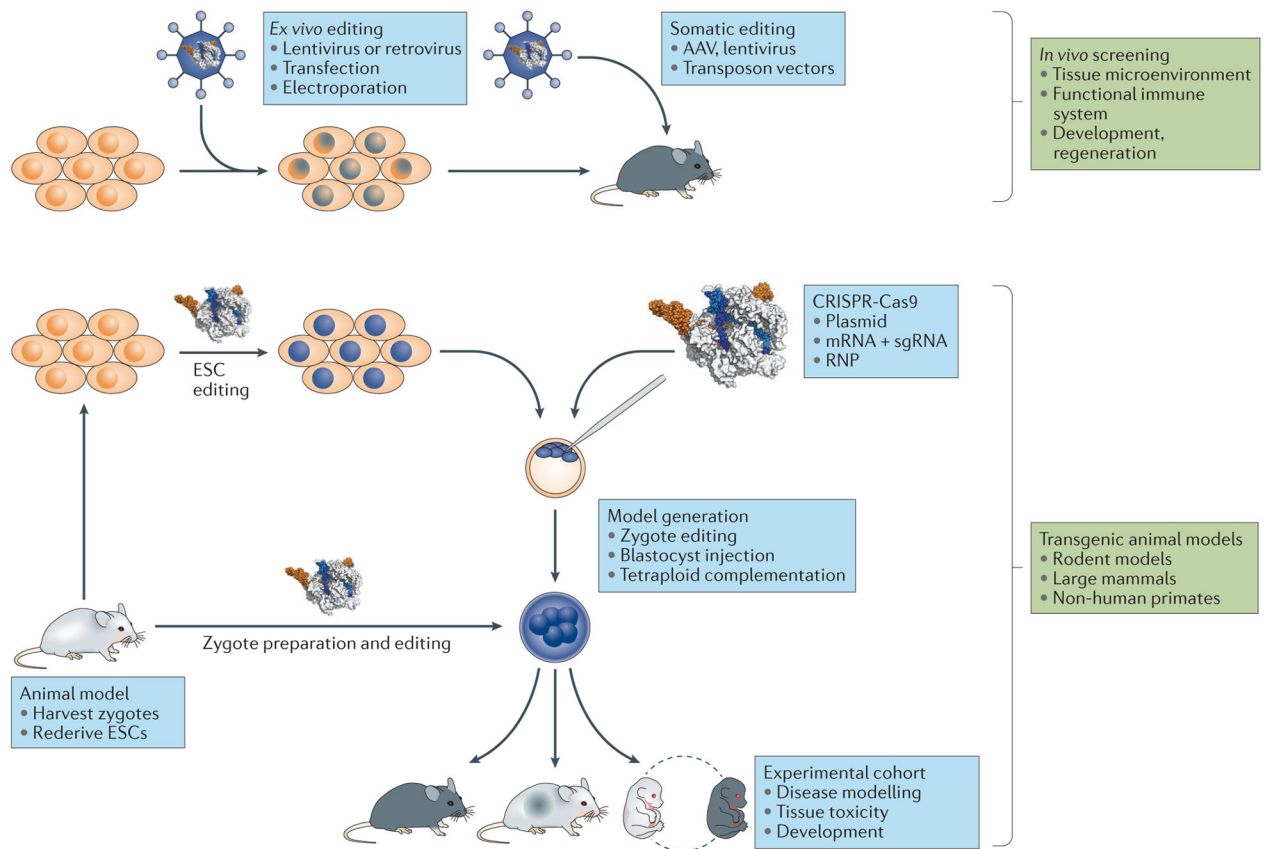 Ex vivo editing
• Lentivirus or retrovirus
• Transfection
• Electroporation
Somatic editing
• AAV, lentivirus
• Transposon vectors
In vivo screening
• Tissue microenvironment
• Functional immune
system
• Development,
regeneration
ESC
editing
CRISPR-Cas9
• Plasmid
• mRNA + sgRNA
• RNP
Model generation
• Zygote editing
• Blastocyst injection
• Tetraploid complementation
Transgenic animal models
• Rodent models
• Large mammals
• Non-human primates
Zygote preparation and editing
Animal model
• Harvest zygotes
• Rederive ESCs
Experimental cohort
• Disease modelling
• Tissue toxicity
• Development